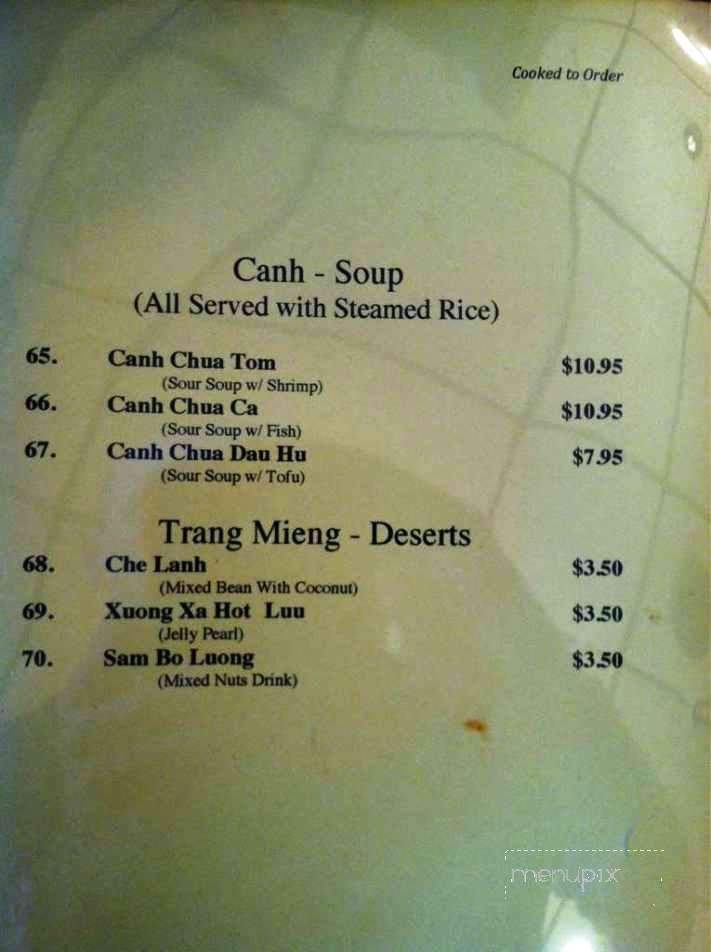 Cooked to Order
Canh - Soup
(All Served with Steamed Rice)
65. Canh Chua Tom $10.95
(Sour Soup w/ Shrimp)
66. Canh Chua Ca $10.95
(Sour Soup w/ Fish)
67. Canh Chua Dau Hu $7.95
(Sour Soup w/ Tofu)
Trang Mieng - Deserts
68. Che Lanh $3.50
(Mixed Bean With Coconut)
69. Xuong Xa Hot Luu $3.50
(Jelly Pearl)
70. Sam Bo Luong $3.50
(Mixed Nuts Drink)
menupix